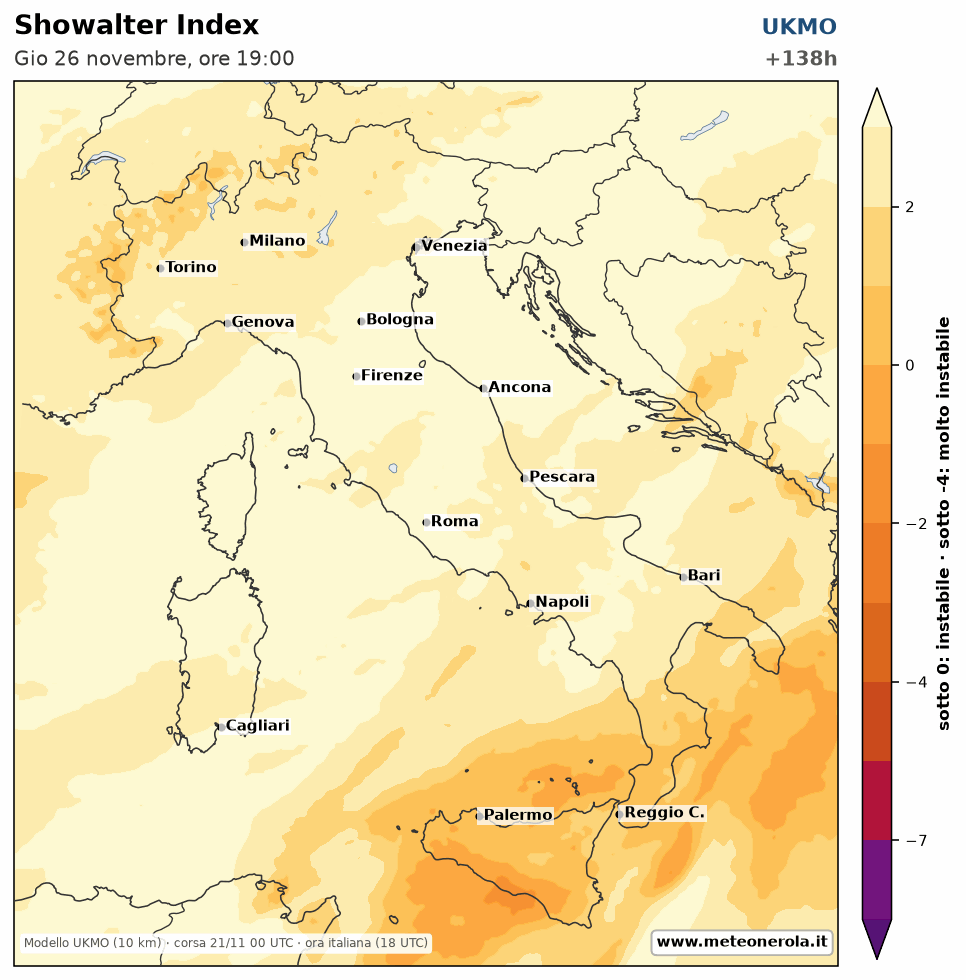 Showalter Index
UKMO
Gio 26 novembre, ore 19:00
+138h
Milano
Venezia
Torino
Genova
Bologna
Firenze
Ancona
Pescara
Roma
Bari
Napoli
Cagliari
Palermo
Reggio C.
2
0
−2
−4
−7
sotto 0: instabile · sotto -4: molto instabile
Modello UKMO (10 km) · corsa 21/11 00 UTC · ora italiana (18 UTC)
www.meteonerola.it